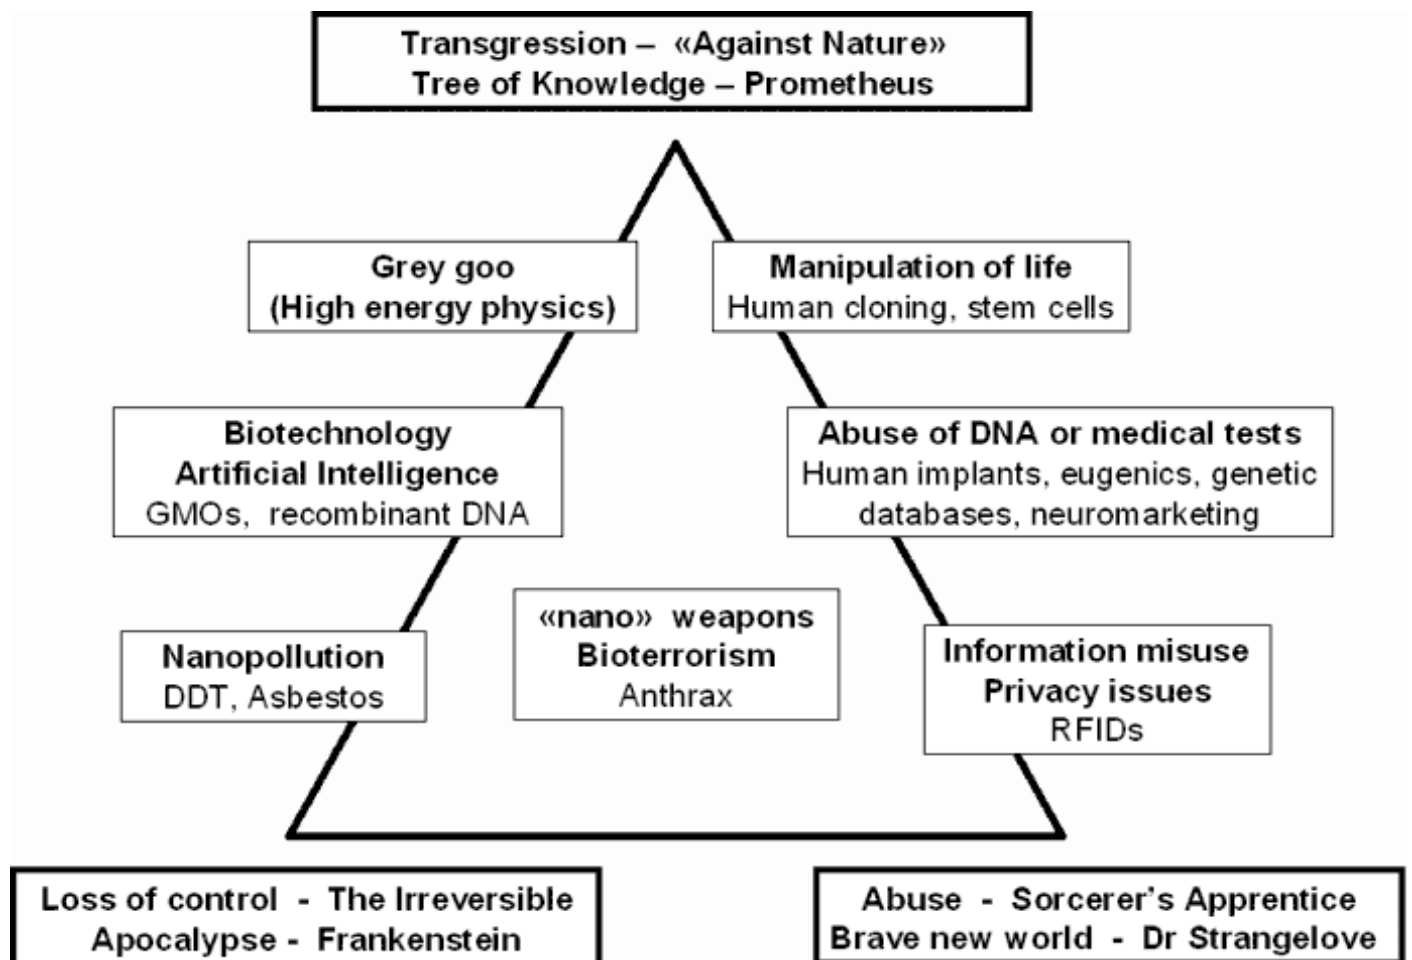 Transgression – «Against Nature»
Tree of Knowledge – Prometheus
Grey goo
(High energy physics)
Manipulation of life
Human cloning, stem cells
Biotechnology
Artificial Intelligence
GMOs, recombinant DNA
Abuse of DNA or medical tests
Human implants, eugenics, genetic
databases, neuromarketing
«nano» weapons
Bioterrorism
Anthrax
Nanopollution
DDT, Asbestos
Information misuse
Privacy issues
RFIDs
Loss of control - The Irreversible
Apocalypse - Frankenstein
Abuse - Sorcerer's Apprentice
Brave new world - Dr Strangelove